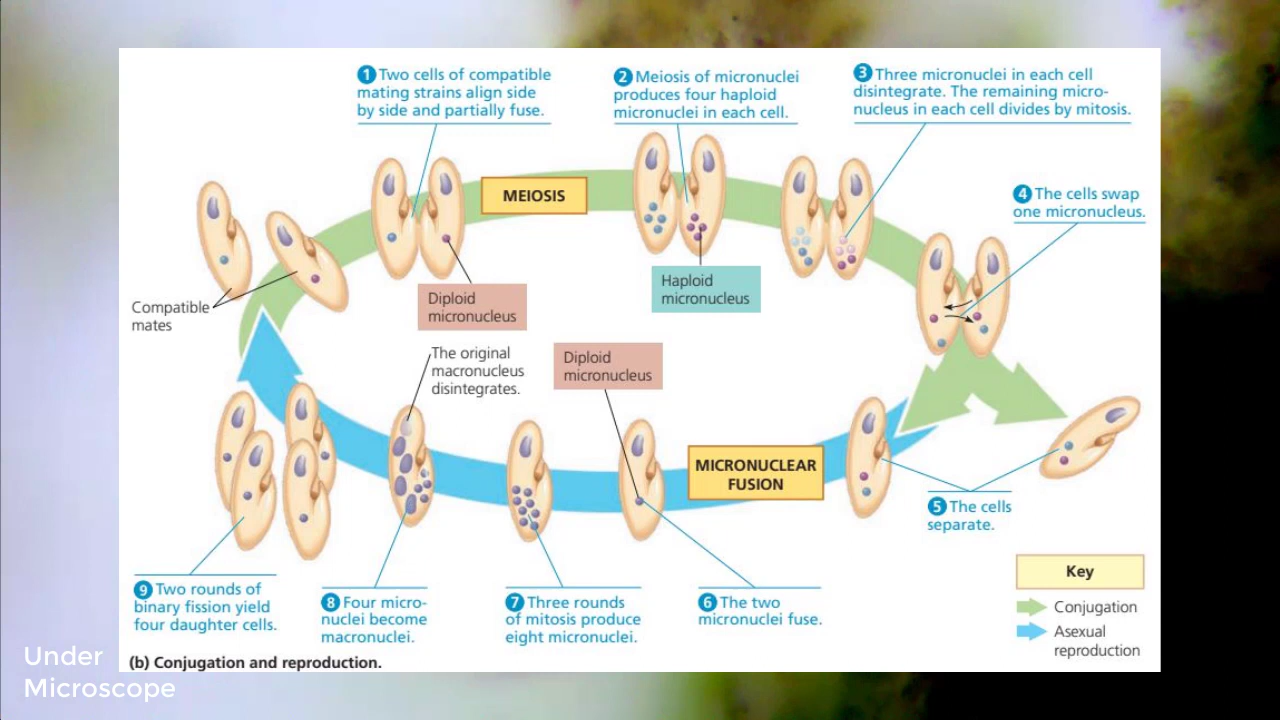 1 Two cells of compatible
mating strains align side
by side and partially fuse.
2 Meiosis of micronuclei
produces four haploid
micronuclei in each cell.
3 Three micronuclei in each cell
disintegrate. The remaining micro-
nucleus in each cell divides by mitosis.
MEIOSIS
4 The cells swap
one micronucleus.
Compatible
mates
Diploid
micronucleus
Haploid
micronucleus
The original
macronucleus
disintegrates.
Diploid
micronucleus
MICRONUCLEAR
FUSION
5 The cells
separate.
9 Two rounds of
binary fission yield
four daughter cells.
8 Four micro-
nuclei become
macronuclei.
7 Three rounds
of mitosis produce
eight micronuclei.
6 The two
micronuclei fuse.
Key
Conjugation
Asexual
reproduction
(b) Conjugation and reproduction.
Under
Microscope